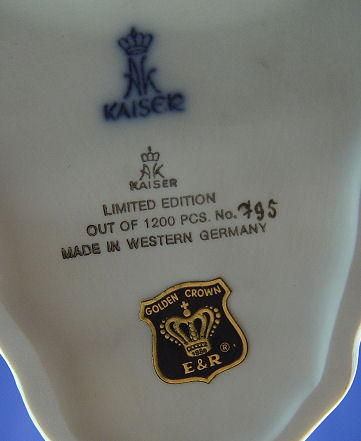 AK
KAISER
AK
KAISER
LIMITED EDITION
OUT OF 1200 PCS. No. 795
MADE IN WESTERN GERMANY
GOLDEN CROWN
E&R ®